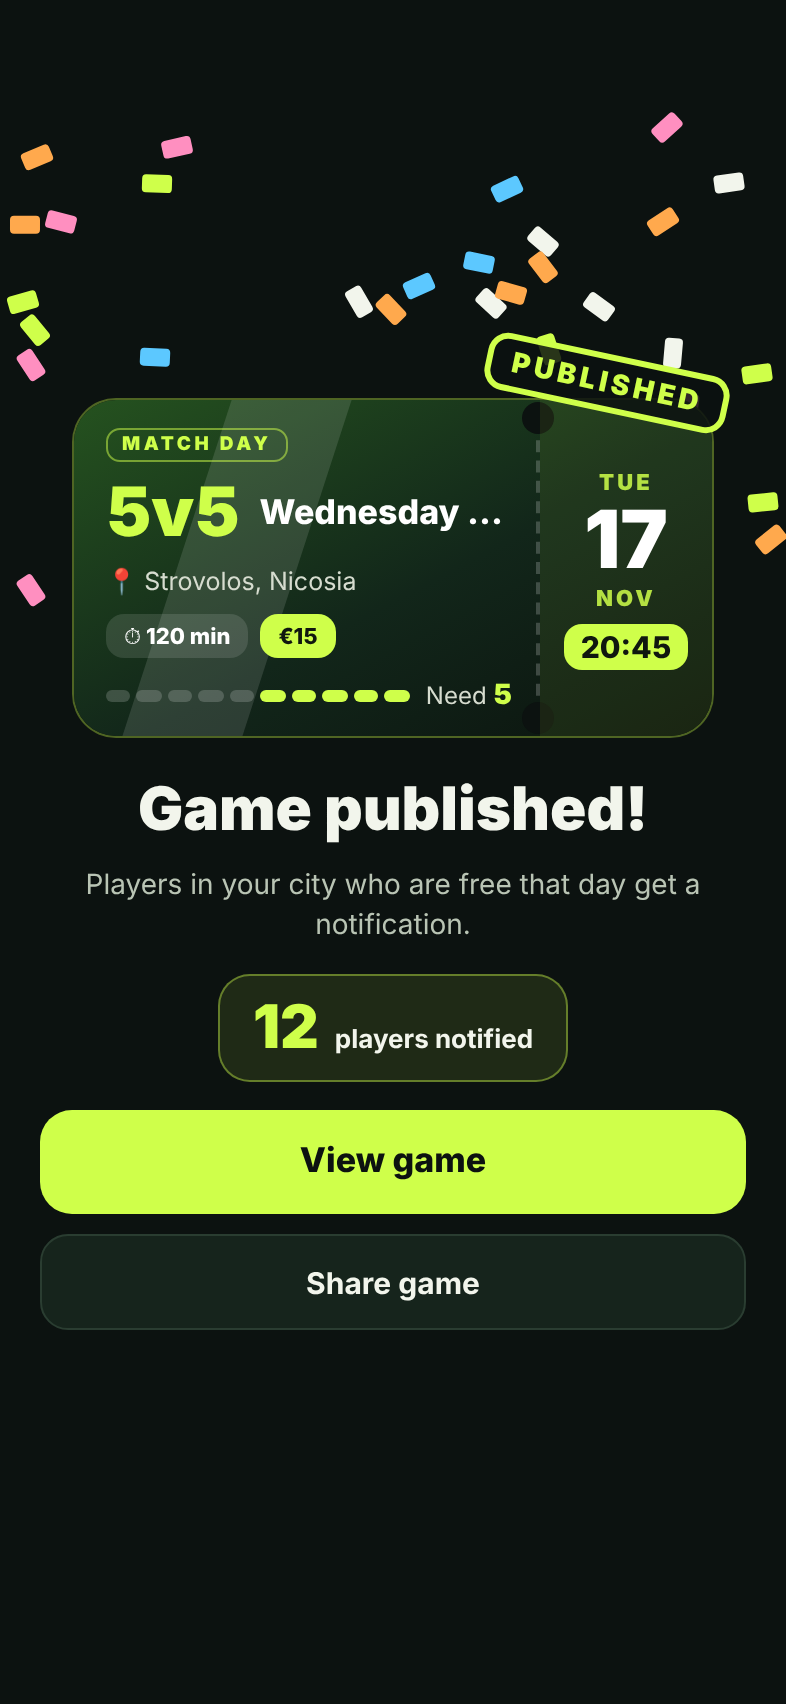 PUBLISHED
MATCH DAY
5v5 Wednesday ...
📍 Strovolos, Nicosia
⏱ 120 min
€15
Need 5
TUE
17
NOV
20:45
Game published!
Players in your city who are free that day get a
notification.
12 players notified
View game
Share game